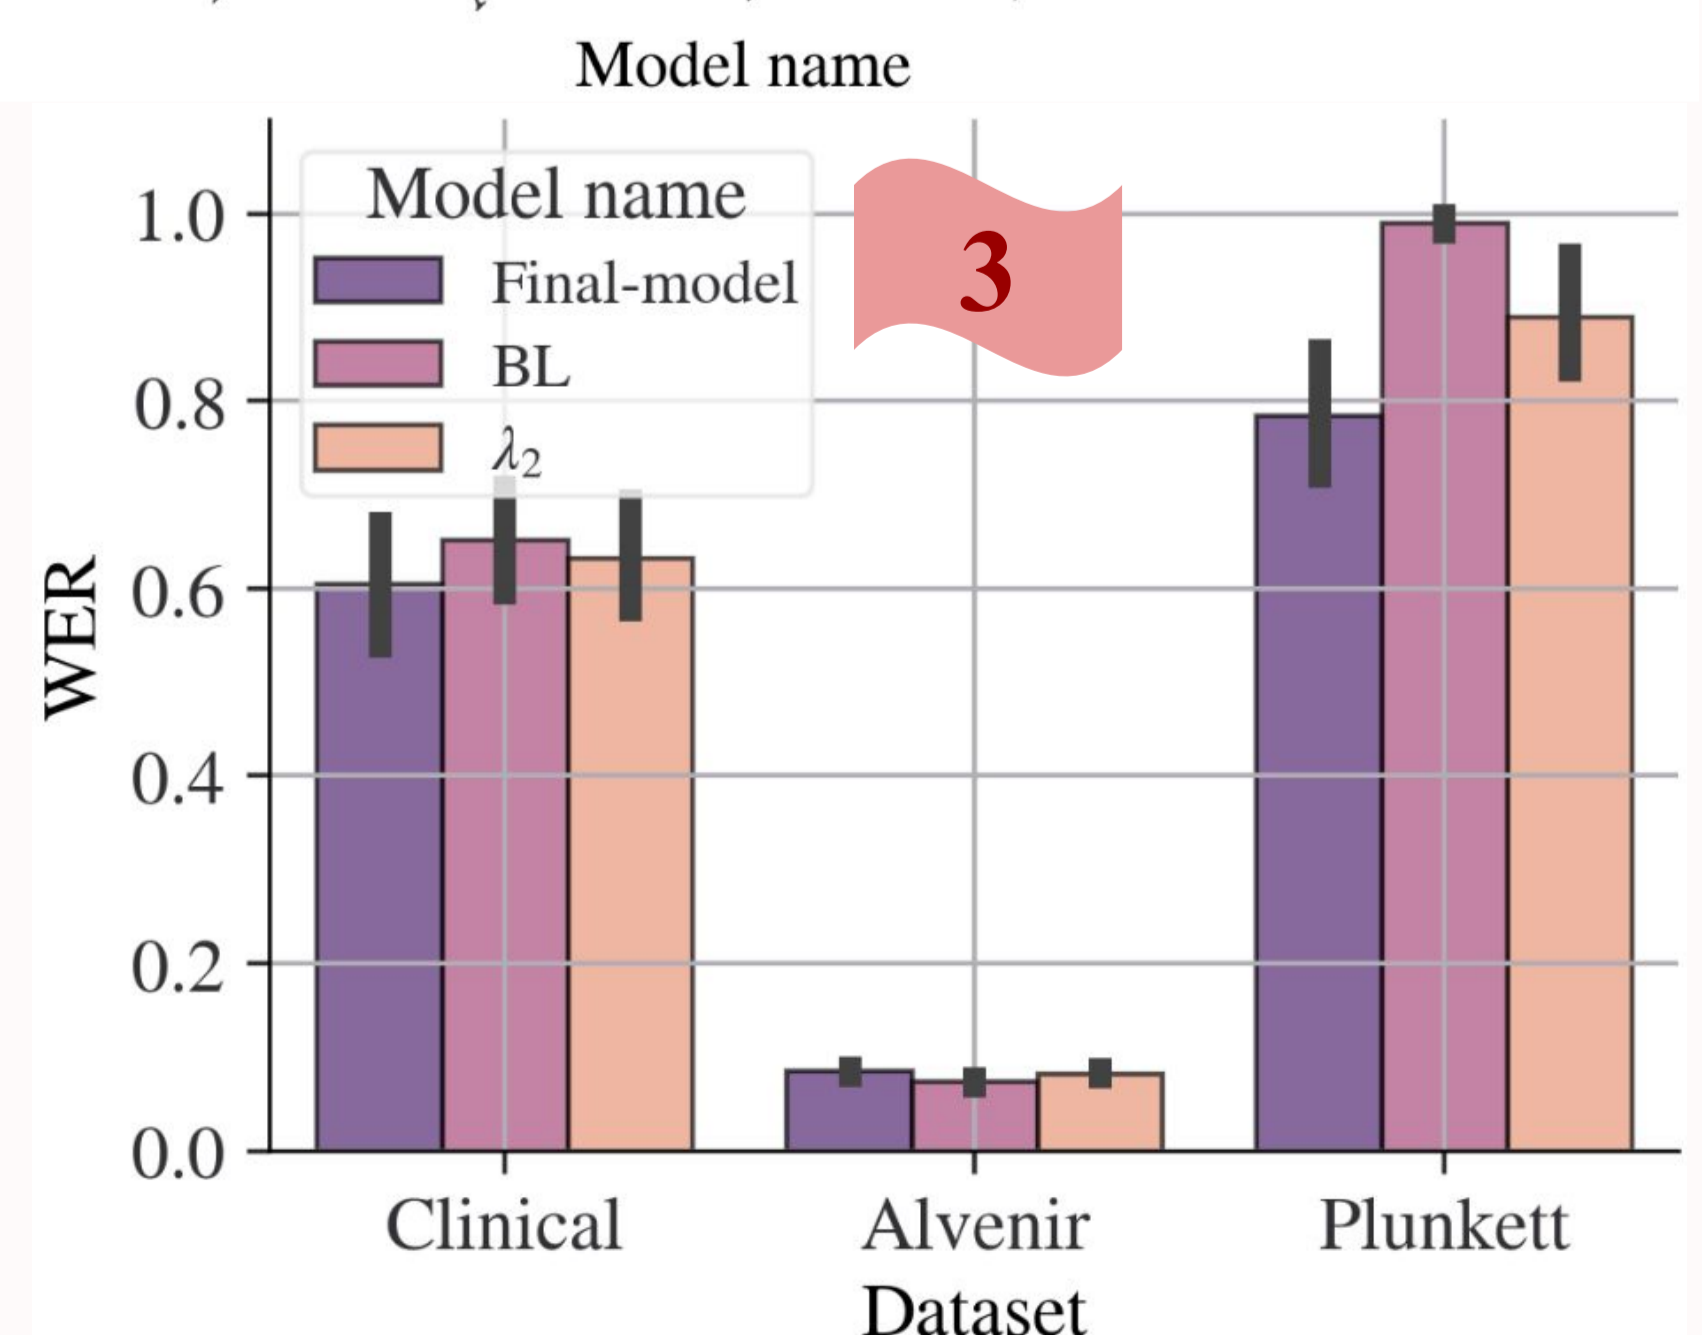 Model name
Model name
Final-model
BL
λ₂
3
1.0
0.8
0.6
0.4
0.2
0.0
WER
Clinical Alvenir Plunkett
Dataset